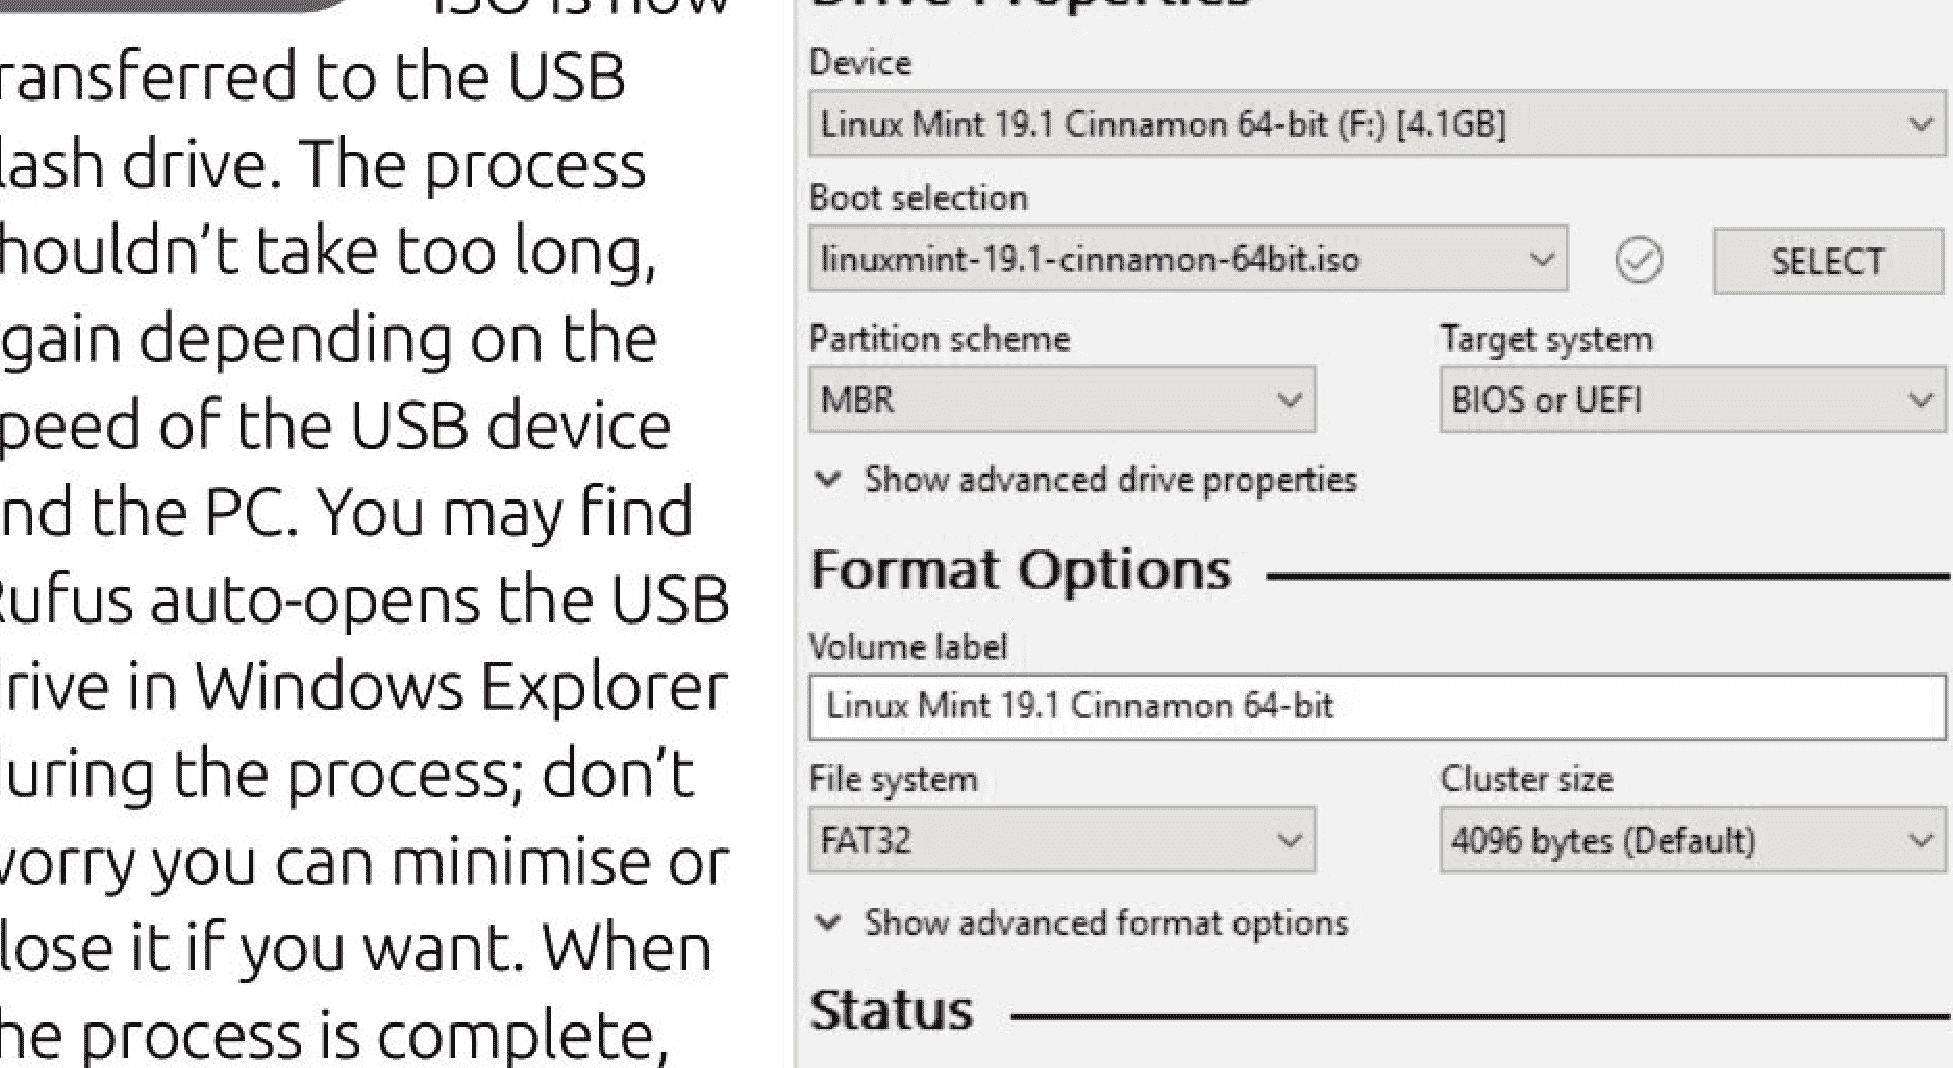 ISO is now
ransferred to the USB
lash drive. The process
houldn't take too long,
gain depending on the
peed of the USB device
nd the PC. You may find
Rufus auto-opens the USB
rive in Windows Explorer
uring the process; don't
worry you can minimise or
lose it if you want. When
he process is complete,
Drive Properties
Device
Linux Mint 19.1 Cinnamon 64-bit (F:) [4.1GB]
Boot selection
linuxmint-19.1-cinnamon-64bit.iso
SELECT
Partition scheme
Target system
MBR
BIOS or UEFI
Show advanced drive properties
Format Options
Volume label
Linux Mint 19.1 Cinnamon 64-bit
File system
Cluster size
FAT32
4096 bytes (Default)
Show advanced format options
Status